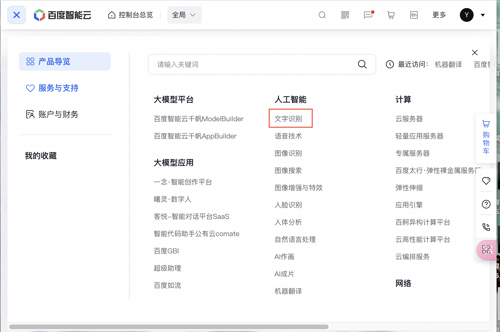 百度智能云
控制台总览
全局
更多
Y
产品导览
服务与支持
账户与财务
我的收藏
请输入关键词
最近访问：
机器翻译
百度
大模型平台
百度智能云千帆ModelBuilder
百度智能云千帆AppBuilder
大模型应用
一念·智能创作平台
曦灵·数字人
客悦-智能对话平台SaaS
智能代码助手公有云comate
百度GBI
超级助理
百度如流
人工智能
文字识别
语音技术
图像识别
图像搜索
图像增强与特效
人脸识别
人体分析
自然语言处理
AI作画
AI成片
机器翻译
计算
云服务器
轻量应用服务器
专属服务器
百度太行·弹性裸金属服务器
弹性伸缩
应用引擎
百舸异构计算平台
云高性能计算平台
云编排服务
网络
购物车